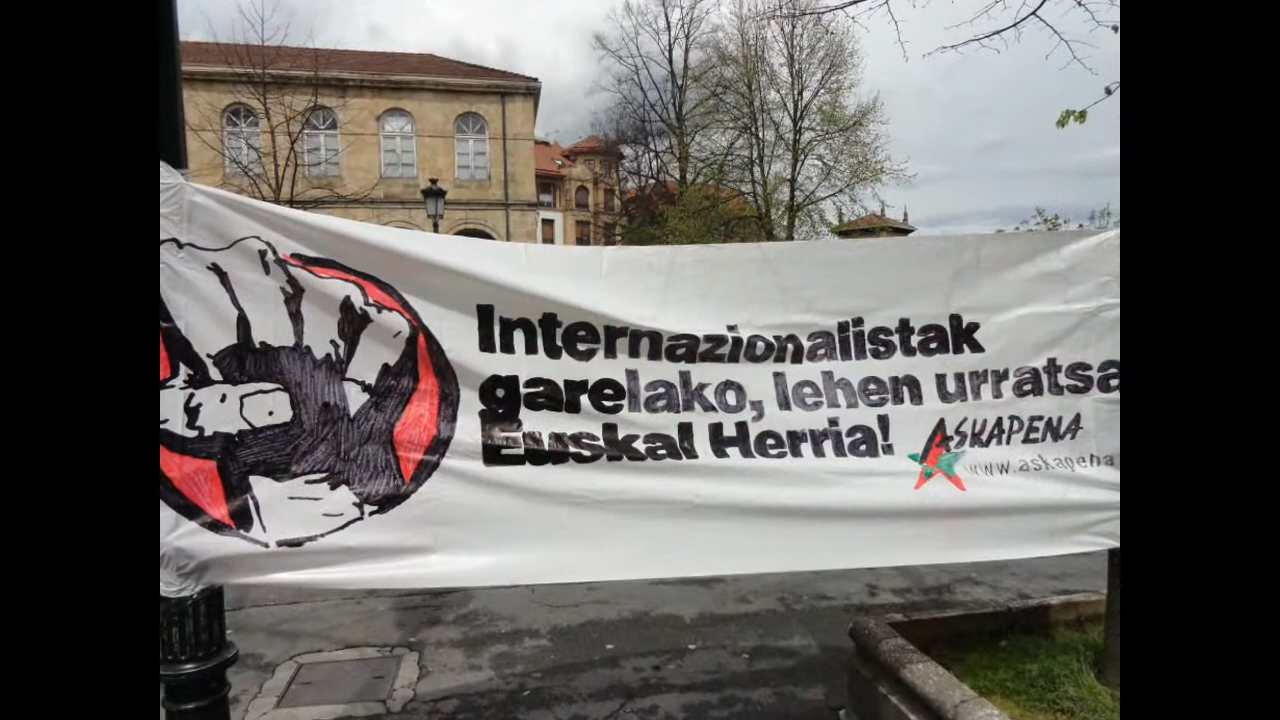 Internazionalistak
garelako, lehen urratsa
Euskal Herria!
ASKAPENA
www.askapena